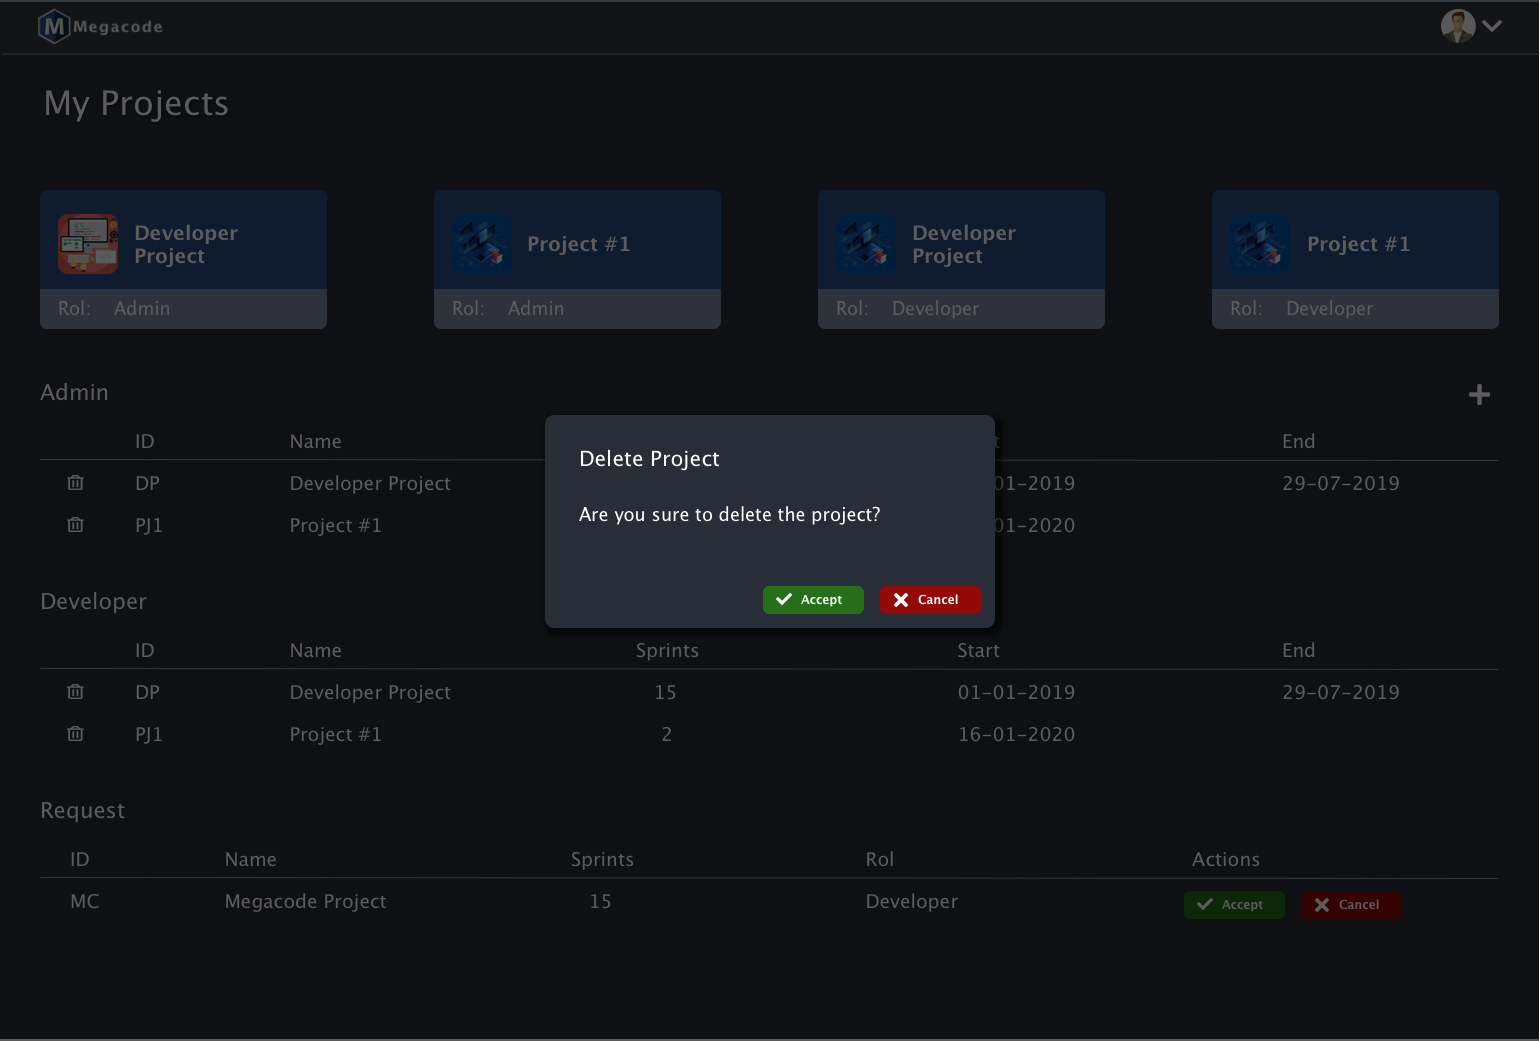 Megacode
My Projects
Developer
Project
Rol: Admin
Project #1
Rol: Admin
Developer
Project
Rol: Developer
Project #1
Rol: Developer
Admin
ID Name End
DP Developer Project 01-2019 29-07-2019
PJ1 Project #1 01-2020
Delete Project
Are you sure to delete the project?
Accept Cancel
Developer
ID Name Sprints Start End
DP Developer Project 15 01-01-2019 29-07-2019
PJ1 Project #1 2 16-01-2020
Request
ID Name Sprints Rol Actions
MC Megacode Project 15 Developer Accept Cancel